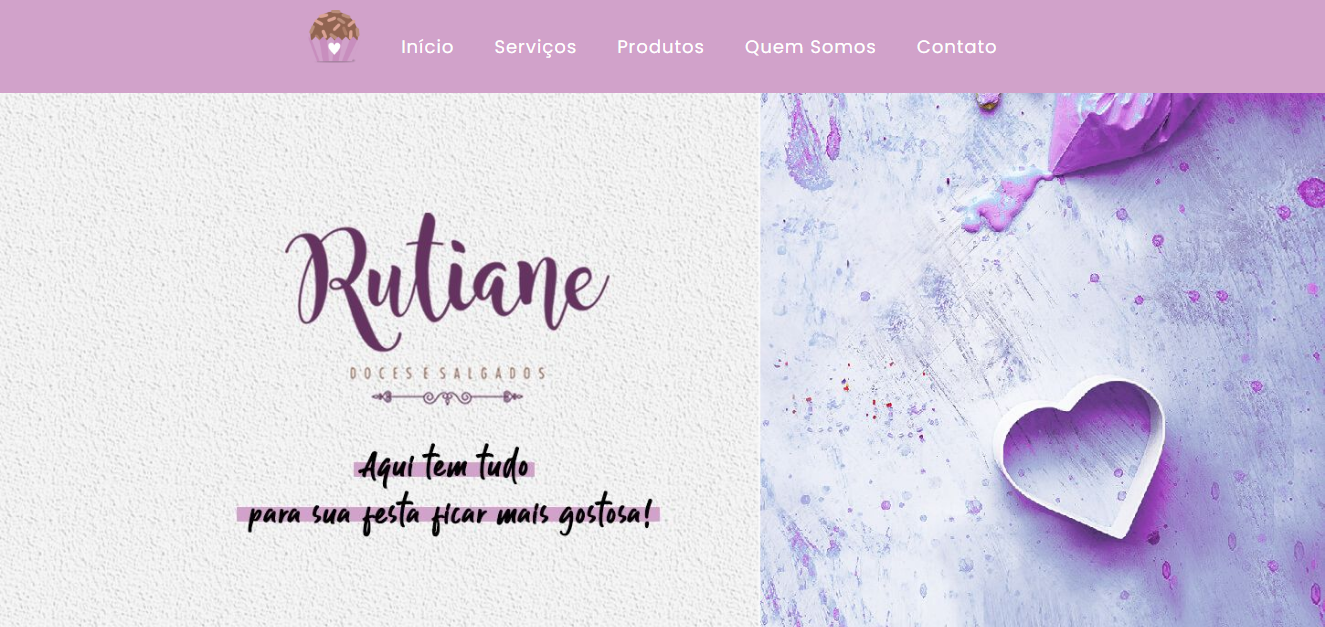 Início Serviços Produtos Quem Somos Contato
Rutiane
DOCES E SALGADOS
Aqui tem tudo
para sua festa ficar mais gostosa!